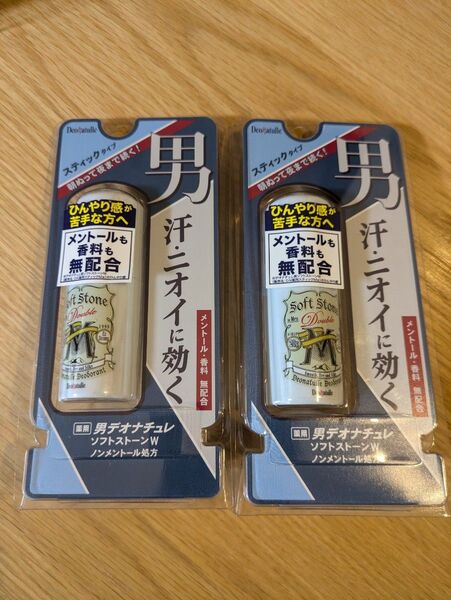 Deonatulle
スティックタイプ
朝ぬって夜まで続く!
男
汗・ニオイに効く
ひんやり感が
苦手な方へ
メントールも
香料も
無配合
Soft Stone
Double
M
Deonatulle
メントール・香料 無配合
薬用 男デオナチュレ
ソフトストーンW
ノンメントール処方
Deonatulle
スティックタイプ
朝ぬって夜まで続く!
男
汗・ニオイに効く
ひんやり感が
苦手な方へ
メントールも
香料も
無配合
Soft Stone
Double
M
Deonatulle Deodorant
Deonatulle
メントール・香料 無配合
薬用 男デオナチュレ
ソフトストーンW
ノンメントール処方